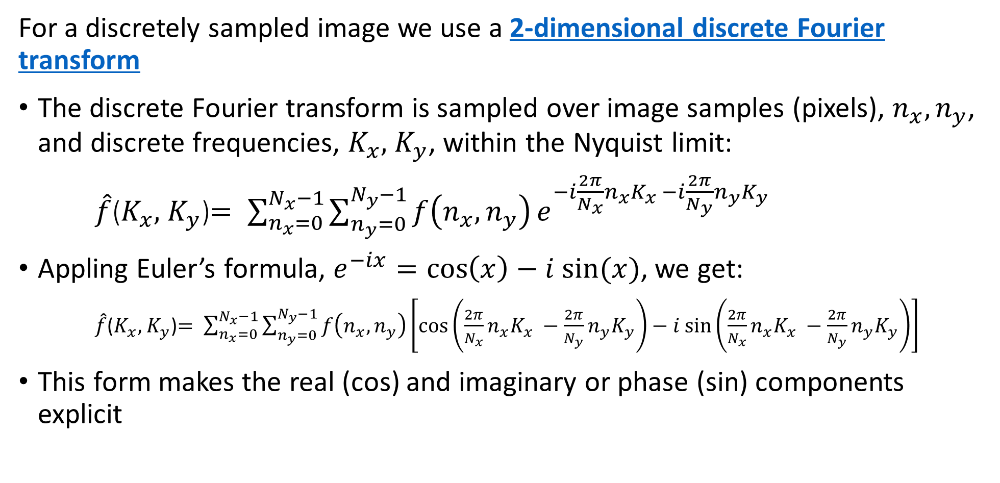 For a discretely sampled image we use a 2-dimensional discrete Fourier
transform
• The discrete Fourier transform is sampled over image samples (pixels), $n_x, n_y$,
and discrete frequencies, $K_x$, $K_y$, within the Nyquist limit:
$\hat{f}(K_x, K_y) = \sum_{n_x=0}^{N_x-1} \sum_{n_y=0}^{N_y-1} f(n_x, n_y) \, e^{-i\frac{2\pi}{N_x} n_x K_x - i\frac{2\pi}{N_y} n_y K_y}$
• Appling Euler’s formula, $e^{-ix} = \cos(x) - i \sin(x)$, we get:
$\hat{f}(K_x, K_y) = \sum_{n_x=0}^{N_x-1} \sum_{n_y=0}^{N_y-1} f(n_x, n_y) \left[ \cos\left( \frac{2\pi}{N_x} n_x K_x - \frac{2\pi}{N_y} n_y K_y \right) - i \sin\left( \frac{2\pi}{N_x} n_x K_x - \frac{2\pi}{N_y} n_y K_y \right) \right]$
• This form makes the real (cos) and imaginary or phase (sin) components
explicit